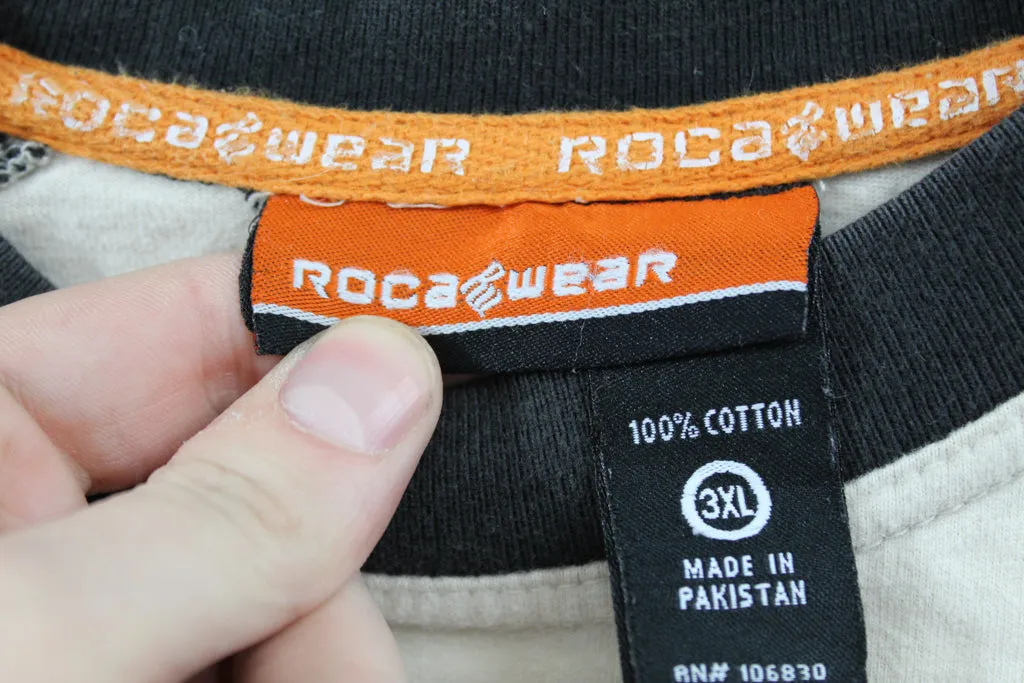 ROCAWEAR ROCAWEAR
ROCAWEAR
100% COTTON
3XL
MADE IN
PAKISTAN
RN# 106830